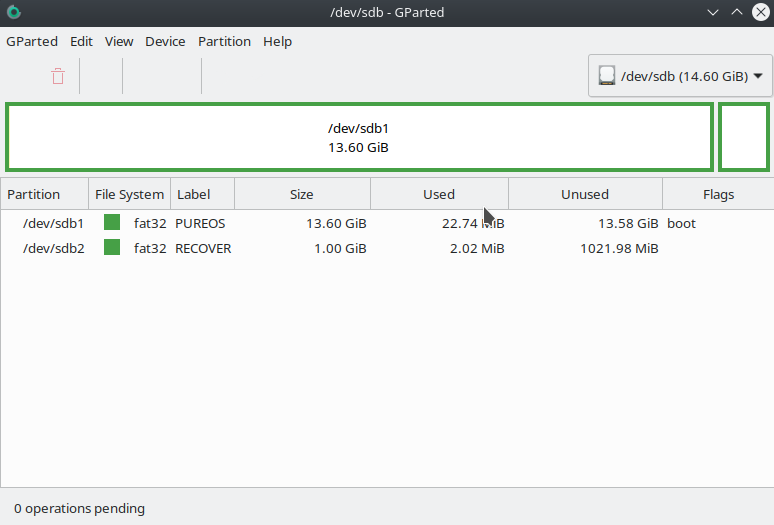 /dev/sdb - GParted
GParted Edit View Device Partition Help
/dev/sdb (14.60 GiB)
/dev/sdb1
13.60 GiB
Partition File System Label Size Used Unused Flags
/dev/sdb1 fat32 PUREOS 13.60 GiB 22.74 MiB 13.58 GiB boot
/dev/sdb2 fat32 RECOVER 1.00 GiB 2.02 MiB 1021.98 MiB
0 operations pending